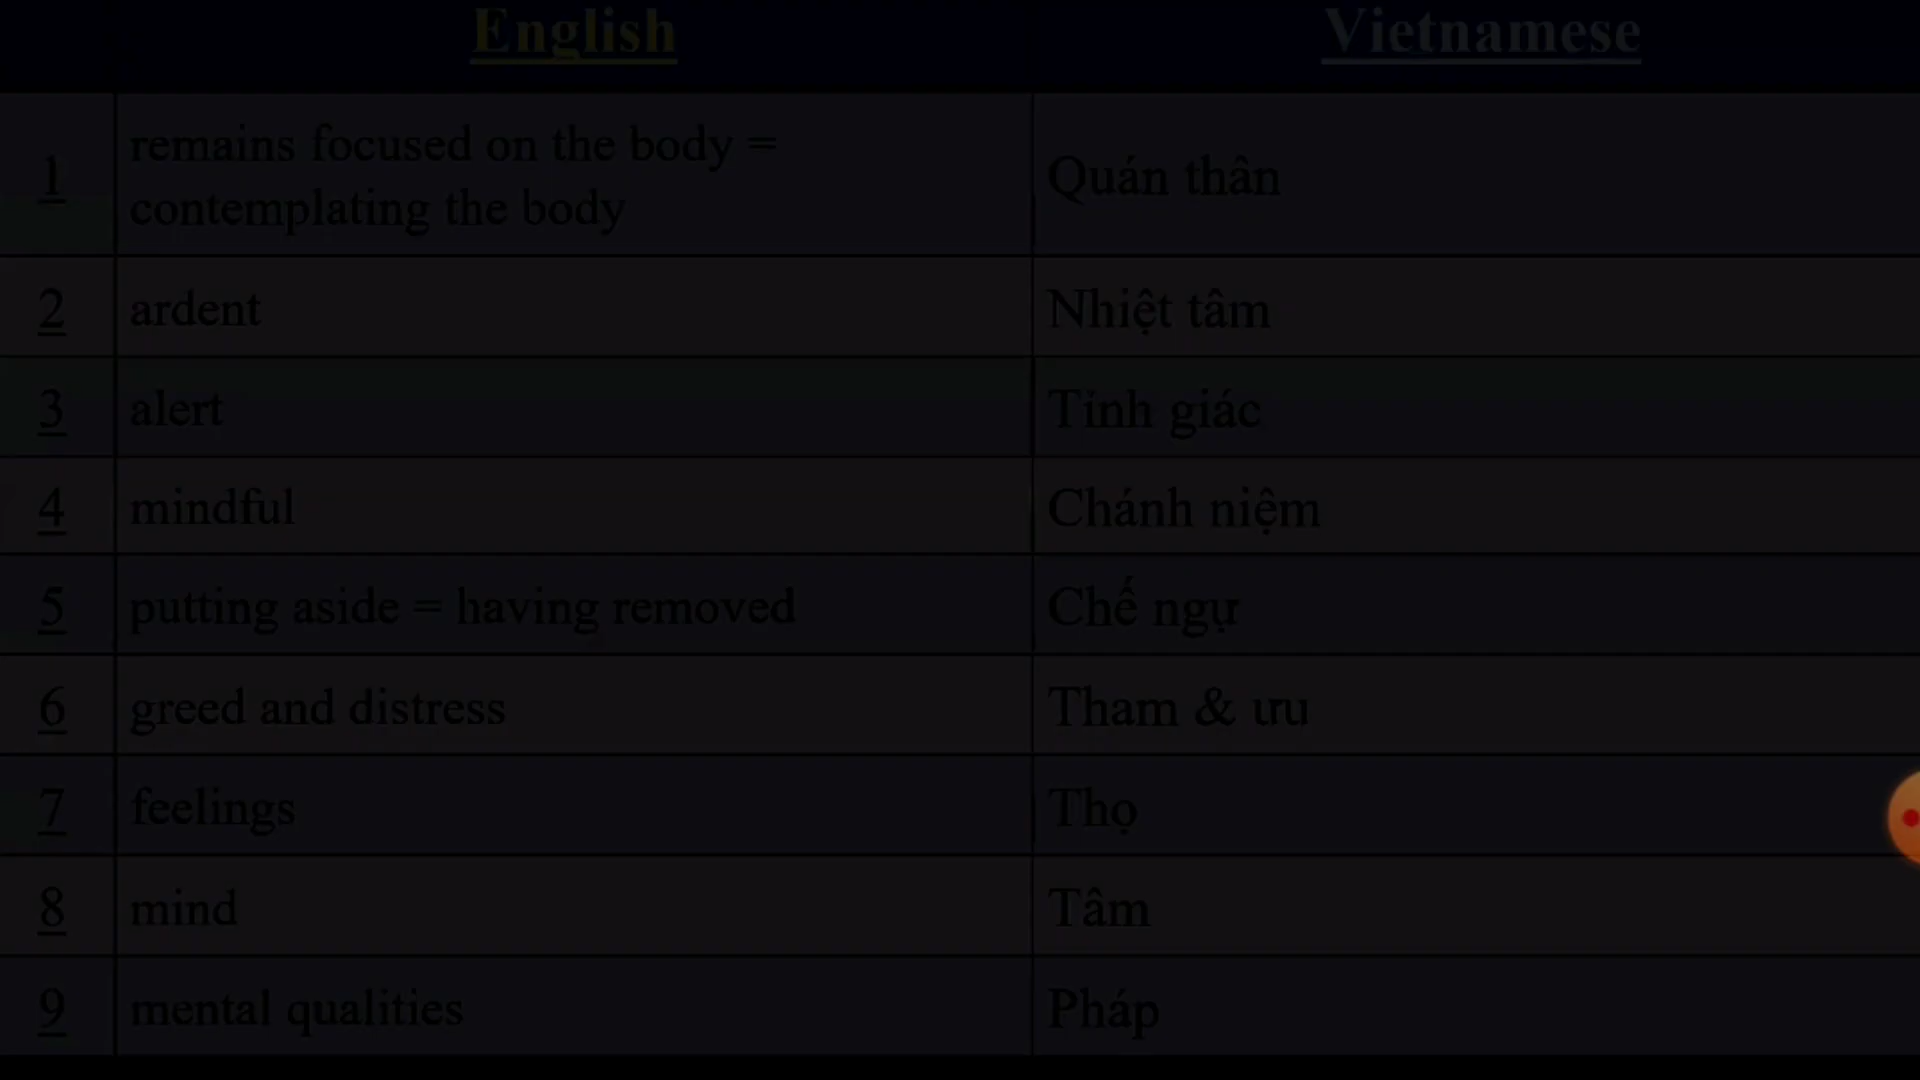 English Vietnamese
1 remains focused on the body =
contemplating the body Quán thân
2 ardent Nhiệt tâm
3 alert Tỉnh giác
4 mindful Chánh niệm
5 putting aside = having removed Chế ngự
6 greed and distress Tham & ưu
7 feelings Thọ
8 mind Tâm
9 mental qualities Pháp